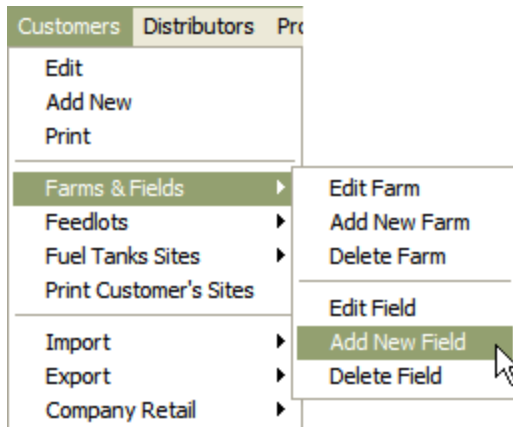 Customers Distributors Pro
Edit
Add New
Print
Farms & Fields
Feedlots
Fuel Tanks Sites
Print Customer's Sites
Import
Export
Company Retail
Edit Farm
Add New Farm
Delete Farm
Edit Field
Add New Field
Delete Field